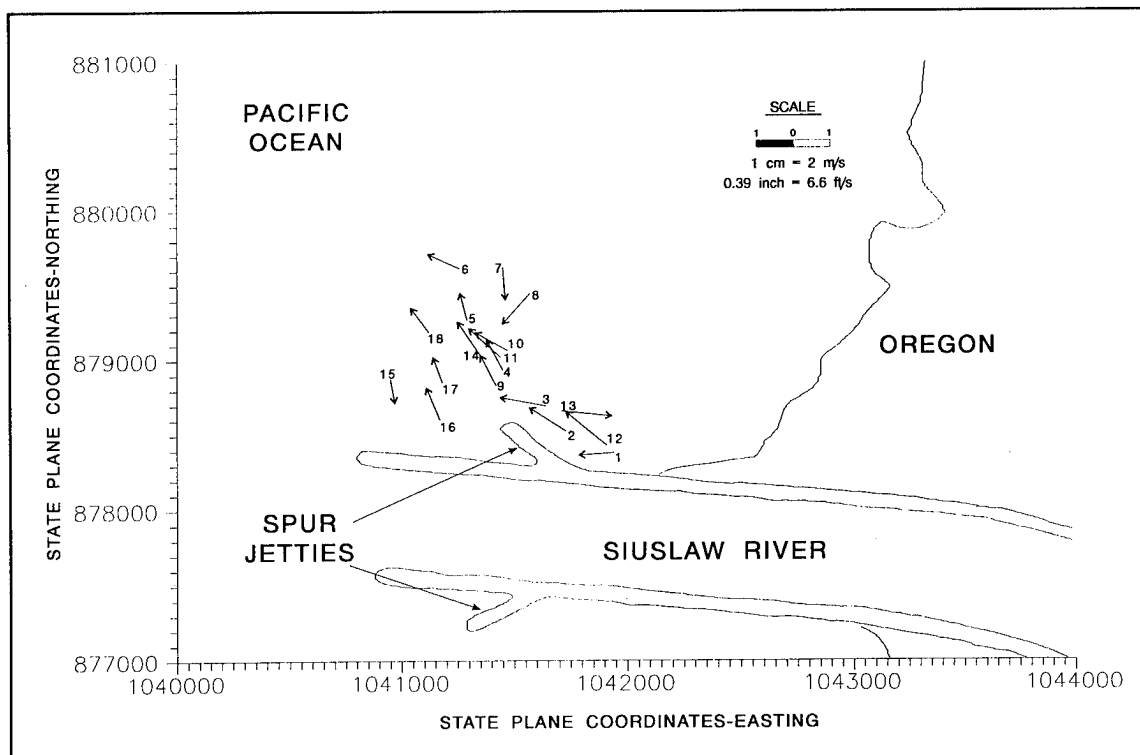 881000
880000
879000
878000
877000
STATE PLANE COORDINATES-NORTHING
PACIFIC
OCEAN
SCALE
1 0 1
1 cm = 2 m/s
0.39 inch = 6.6 ft/s
6
7
8
5
18
10
11
14
4
9
15
17
16
3
13
2
12
1
OREGON
SPUR
JETTIES
SIUSLAW RIVER
1040000
1041000
1042000
1043000
1044000
STATE PLANE COORDINATES-EASTING